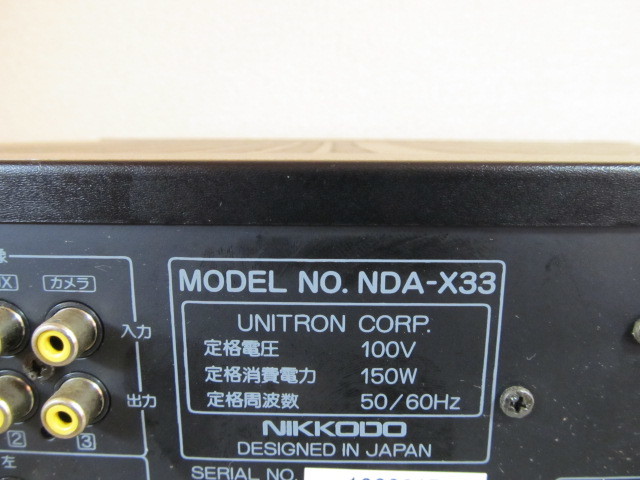 像
カメラ
入力
出力
2
3
左
MODEL NO. NDA-X33
UNITRON CORP.
定格電圧 100V
定格消費電力 150W
定格周波数 50/60Hz
NIKKODO
DESIGNED IN JAPAN
SERIAL NO.